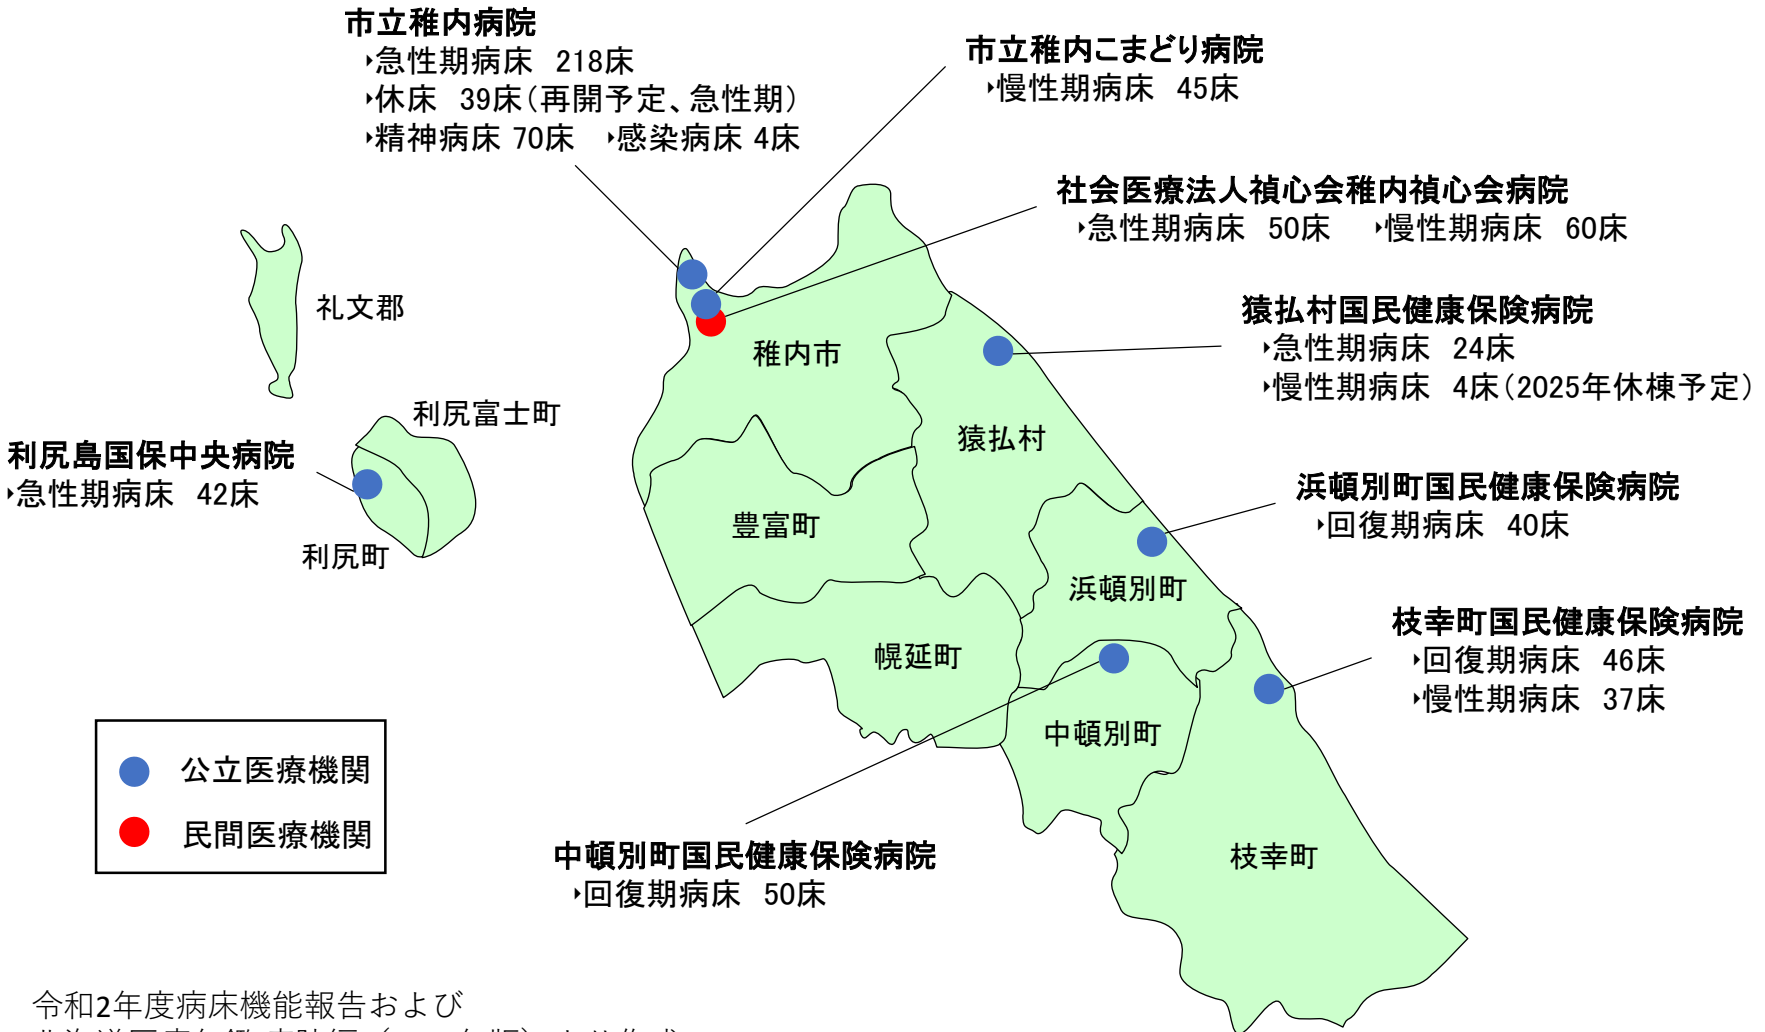 市立稚内病院
‣急性期病床 218床
‣休床 39床(再開予定、急性期)
‣精神病床 70床 ‣感染病床 4床
市立稚内こまどり病院
‣慢性期病床 45床
社会医療法人禎心会稚内禎心会病院
‣急性期病床 50床 ‣慢性期病床 60床
猿払村国民健康保険病院
‣急性期病床 24床
‣慢性期病床 4床(2025年休棟予定)
礼文郡
稚内市
利尻富士町
利尻島国保中央病院
‣急性期病床 42床
利尻町
猿払村
浜頓別町国民健康保険病院
‣回復期病床 40床
豊富町
浜頓別町
枝幸町国民健康保険病院
‣回復期病床 46床
‣慢性期病床 37床
幌延町
中頓別町
公立医療機関
民間医療機関
中頓別町国民健康保険病院
‣回復期病床 50床
枝幸町
令和2年度病床機能報告および